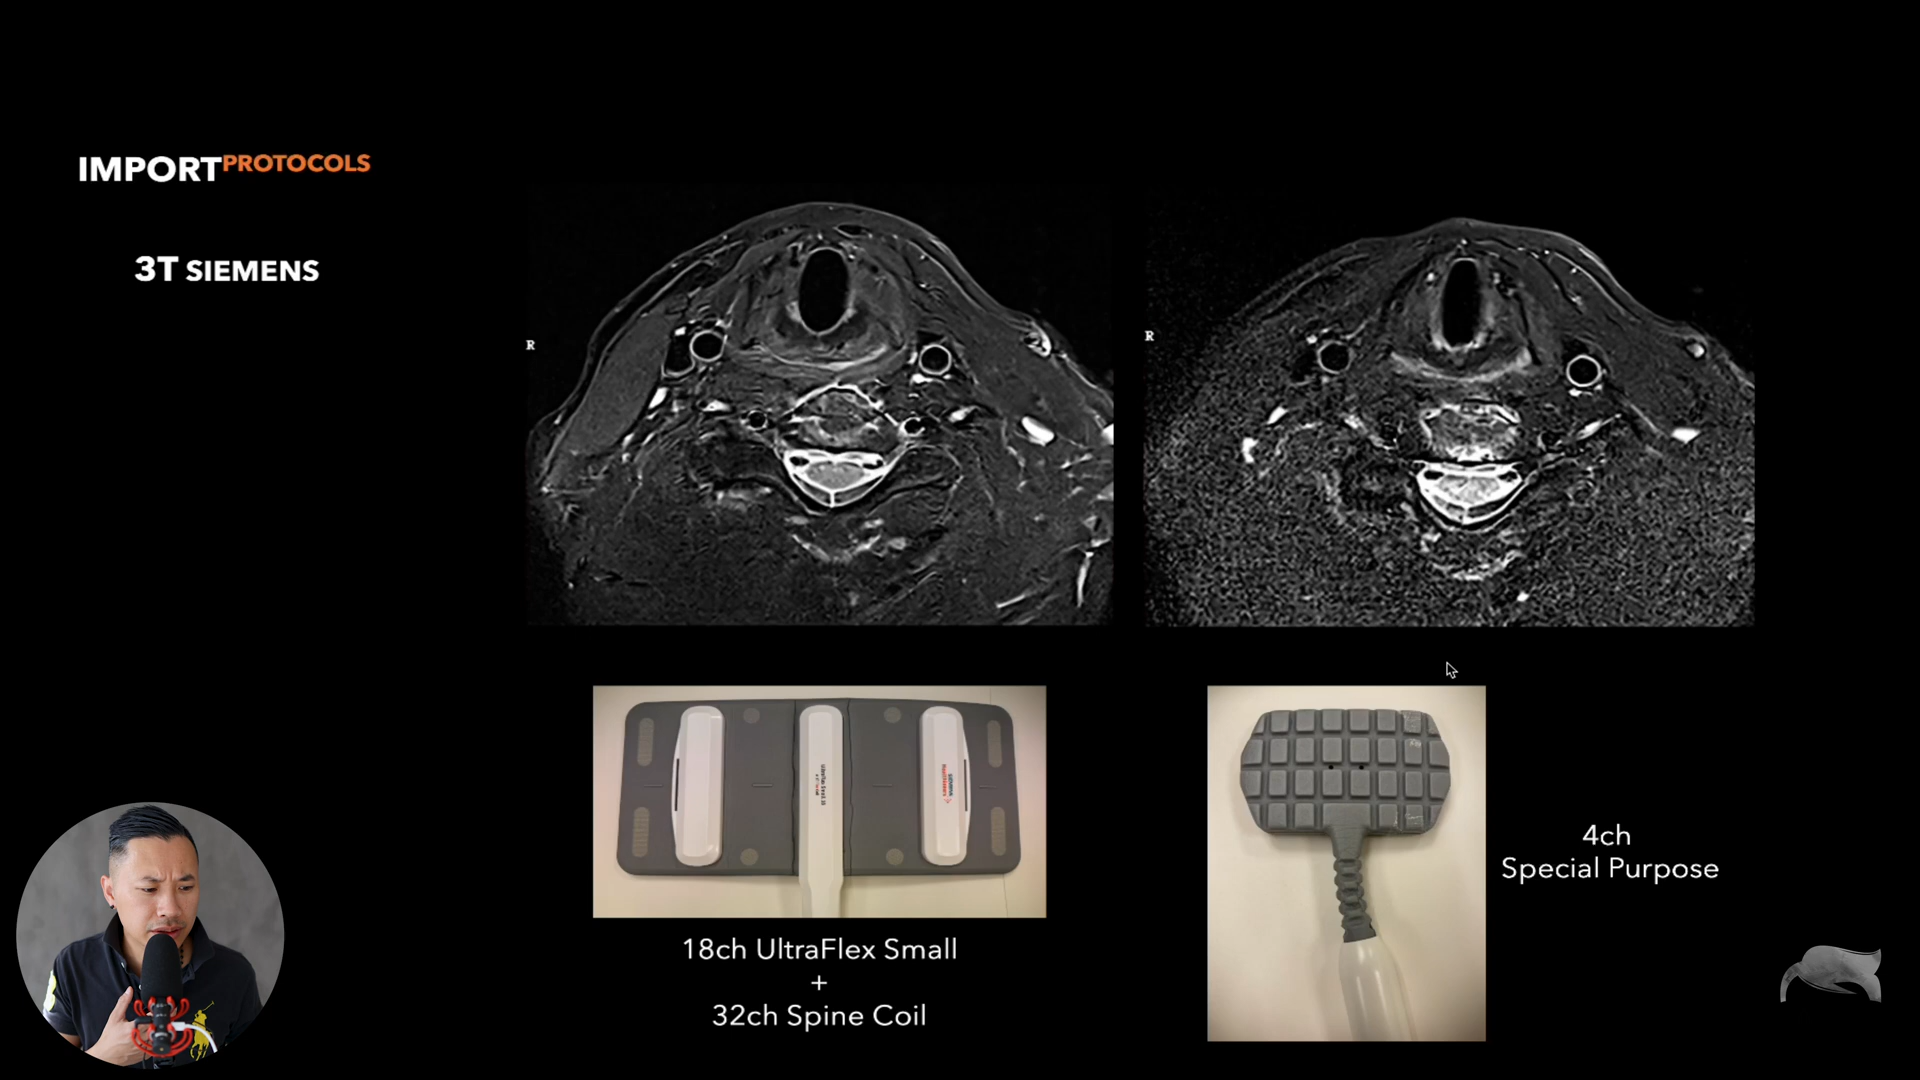 IMPORTPROTOCOLS
3T SIEMENS
R
R
18ch UltraFlex Small
+
32ch Spine Coil
4ch
Special Purpose